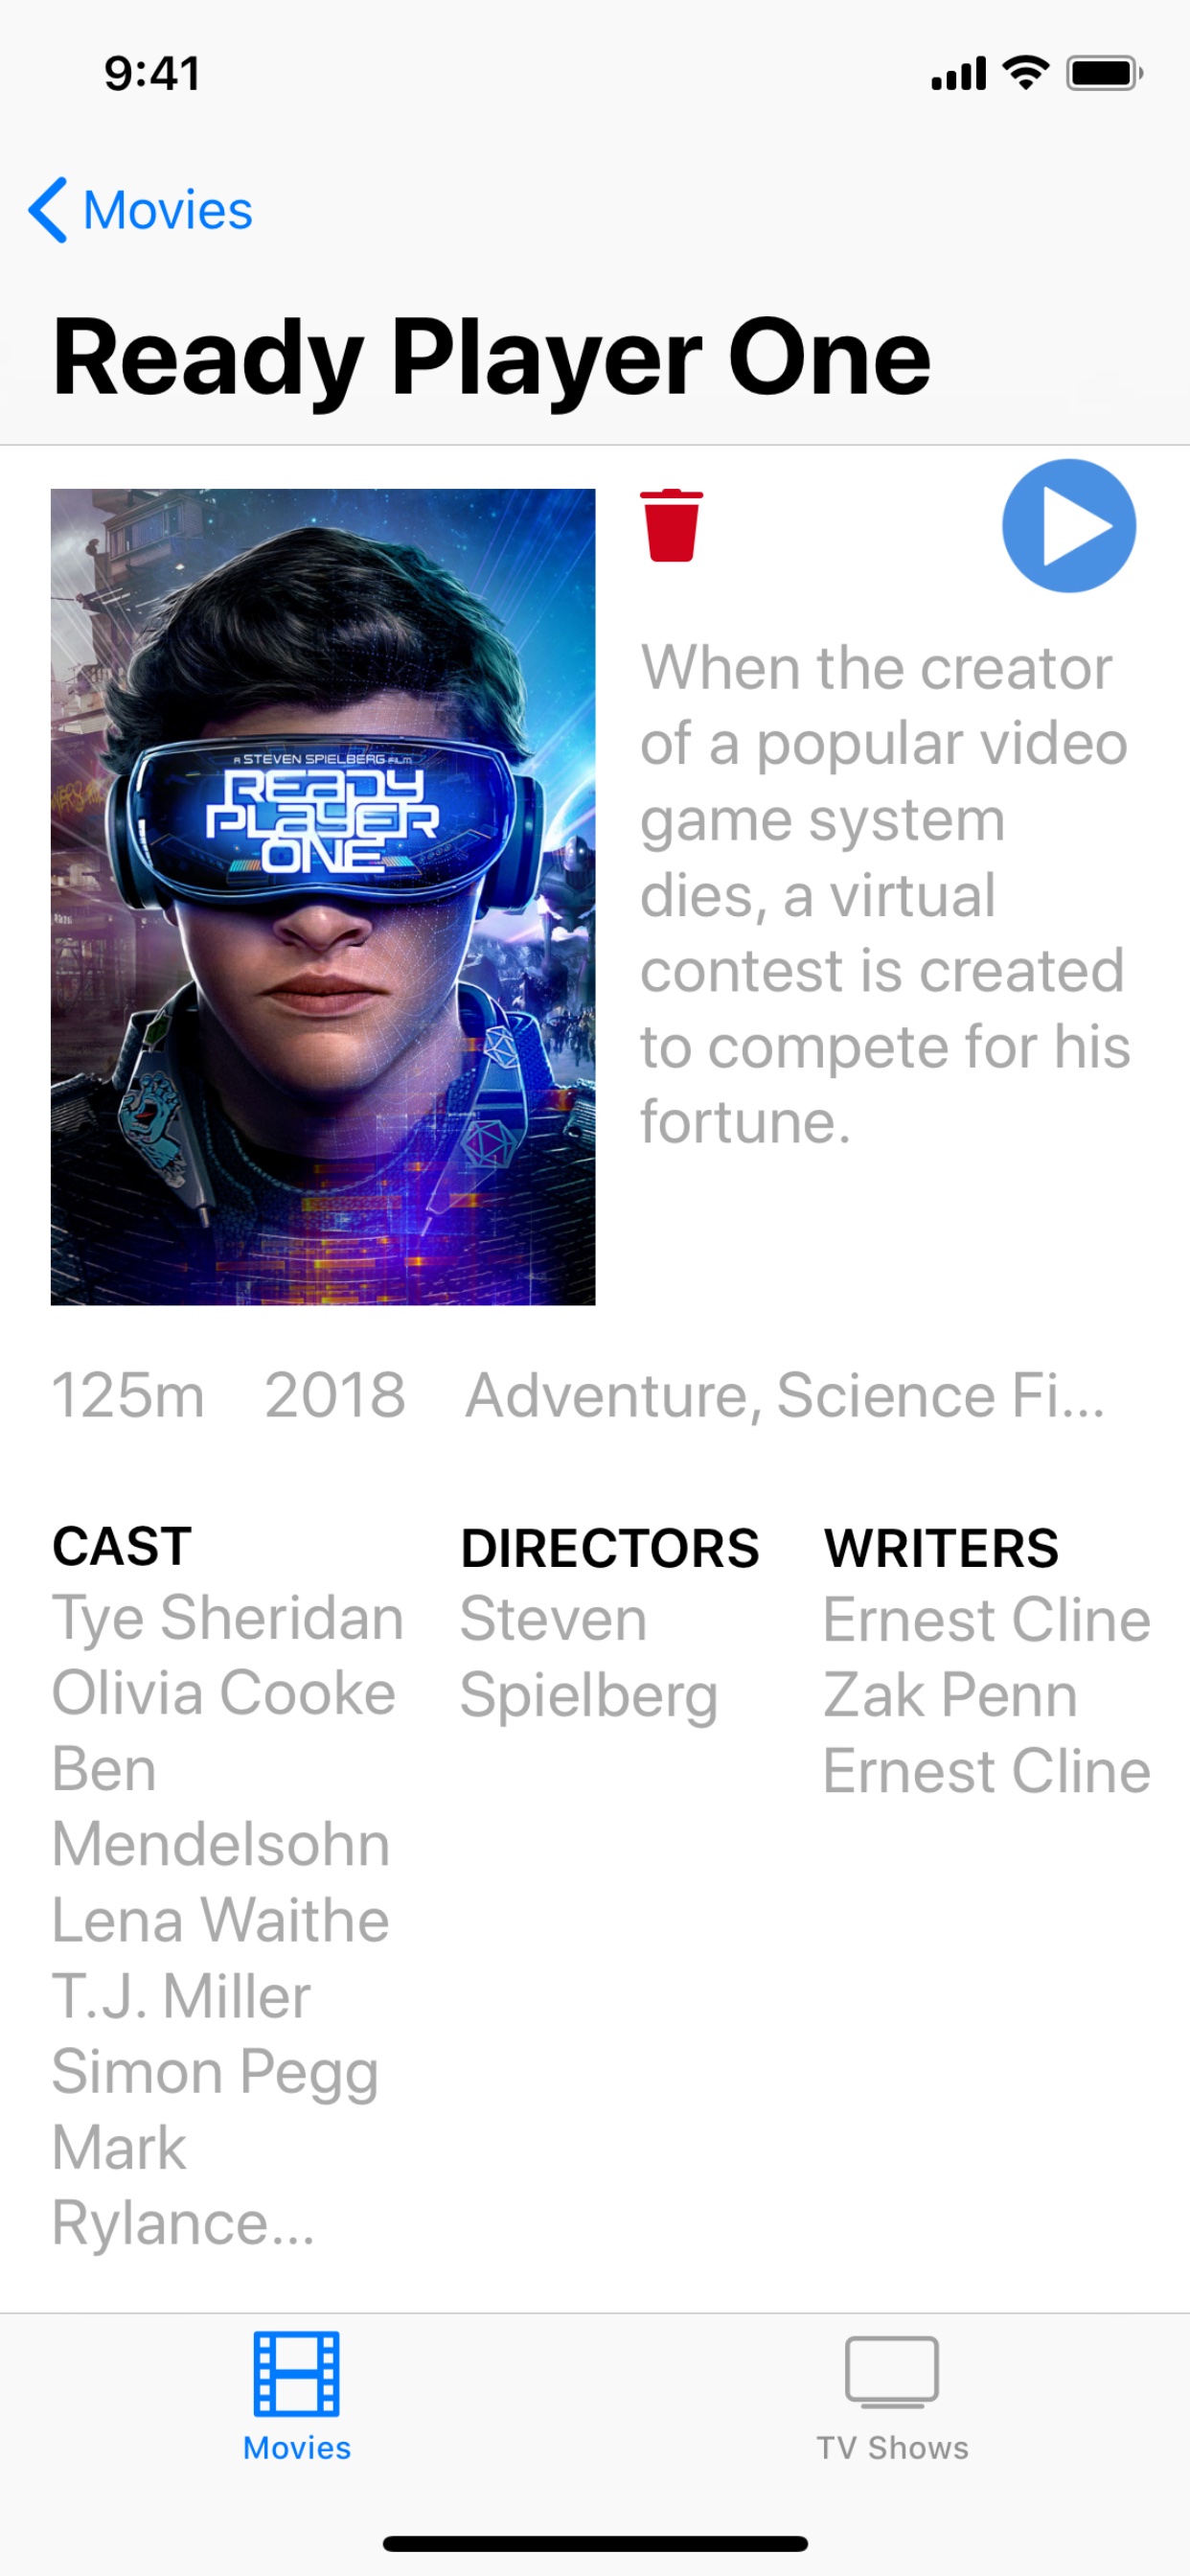 9:41
Movies
Ready Player One
A STEVEN SPIELBERG FILM
READY
PLAYER
ONE
When the creator
of a popular video
game system
dies, a virtual
contest is created
to compete for his
fortune.
125m 2018 Adventure, Science Fi...
CAST
Tye Sheridan
Olivia Cooke
Ben
Mendelsohn
Lena Waithe
T.J. Miller
Simon Pegg
Mark
Rylance...
DIRECTORS
Steven
Spielberg
WRITERS
Ernest Cline
Zak Penn
Ernest Cline
Movies
TV Shows